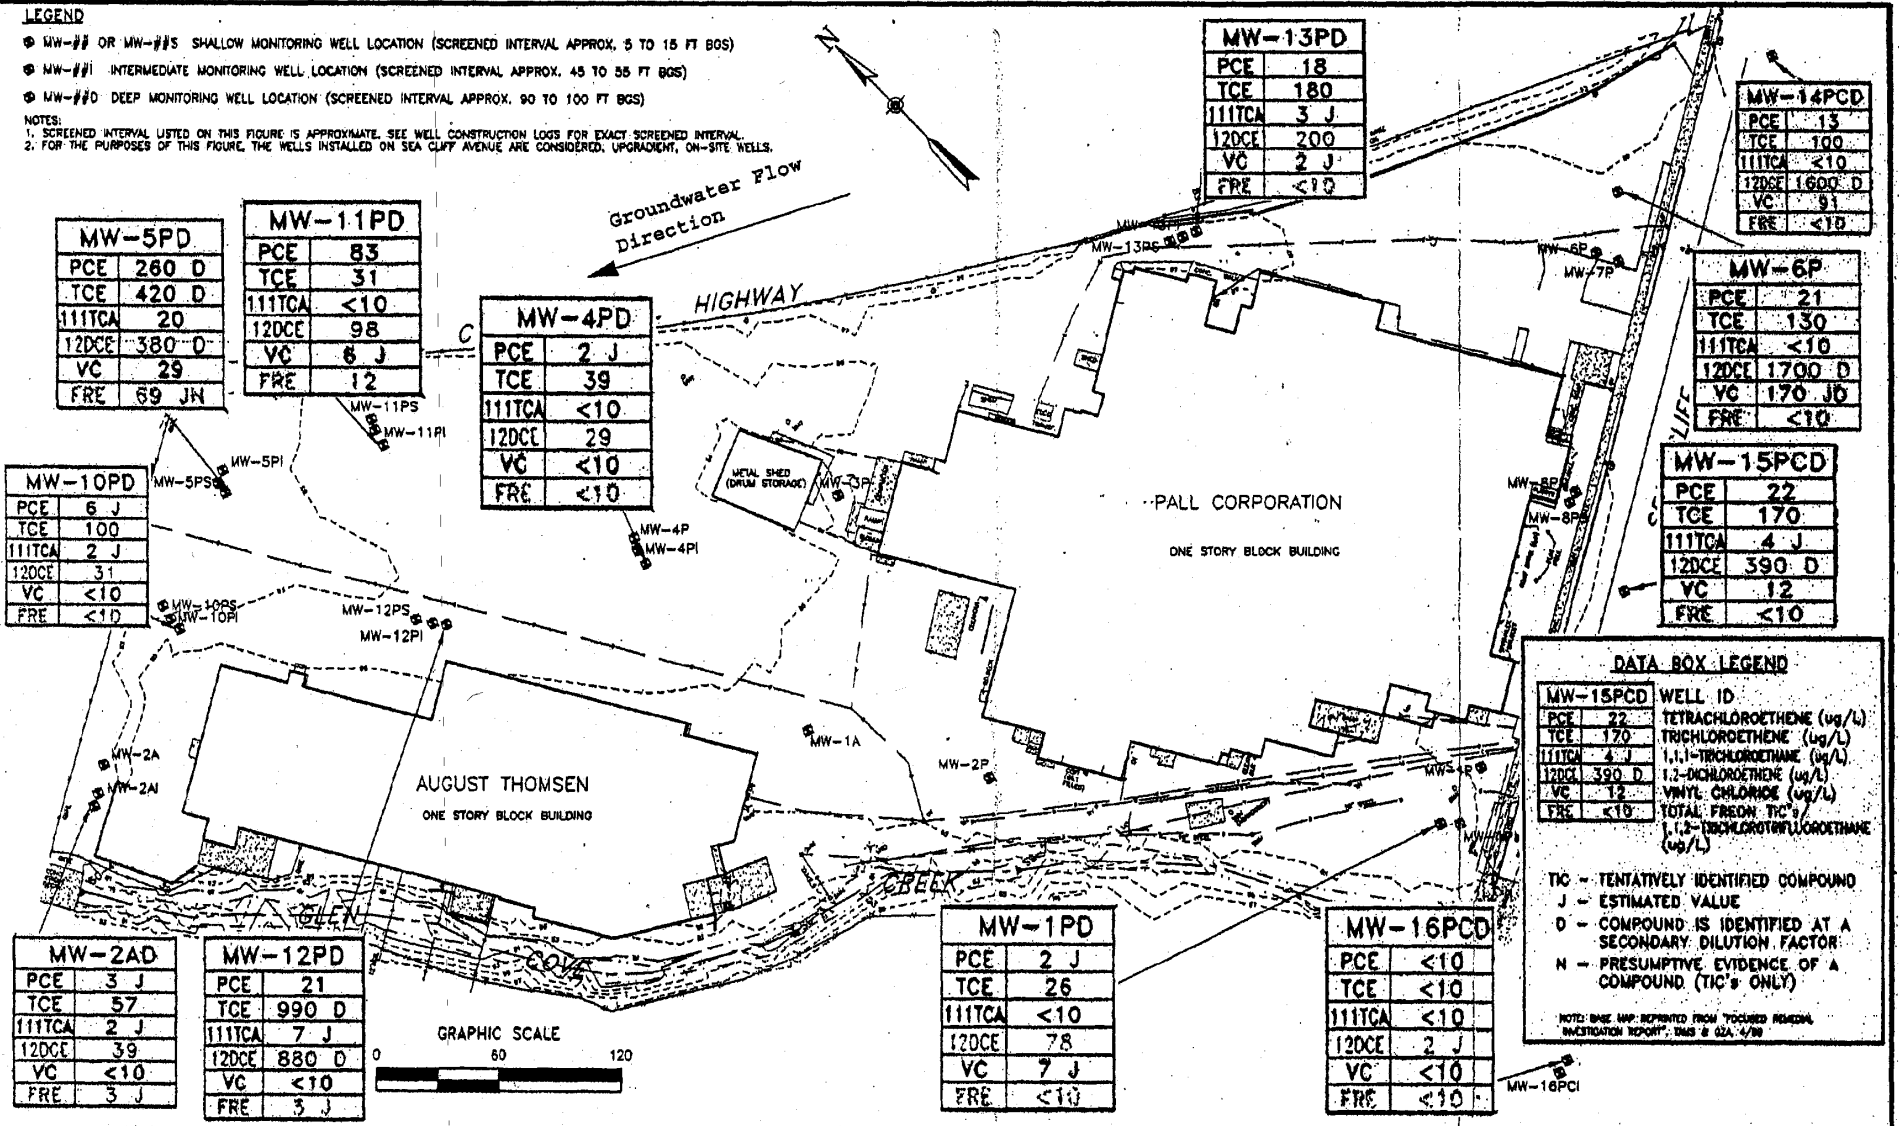 LEGEND
MW-## OR MW-##S SHALLOW MONITORING WELL LOCATION (SCREENED INTERVAL APPROX. 5 TO 15 FT BGS)
MW-##I INTERMEDIATE MONITORING WELL LOCATION (SCREENED INTERVAL APPROX. 45 TO 55 FT BGS)
MW-##D DEEP MONITORING WELL LOCATION (SCREENED INTERVAL APPROX. 90 TO 100 FT BGS)
NOTES:
1. SCREENED INTERVAL LISTED ON THIS FIGURE IS APPROXIMATE. SEE WELL CONSTRUCTION LOGS FOR EXACT SCREENED INTERVAL.
2. FOR THE PURPOSES OF THIS FIGURE, THE WELLS INSTALLED ON SEA CLIFF AVENUE ARE CONSIDERED, UPGRADIENT, ON-SITE WELLS.
N
Groundwater Flow
Direction
MW-13PD
PCE 18
TCE 180
111TCA 3 J
12DCE 200
VC 2 J
FRE <10
MW-14PCD
PCE 13
TCE 100
111TCA <10
12DCE 1600 D
VC 91
FRE <10
MW-5PD
PCE 260 D
TCE 420 D
111TCA 20
12DCE 380 D
VC 29
FRE 69 JN
MW-11PD
PCE 83
TCE 31
111TCA <10
12DCE 98
VC 6 J
FRE 12
MW-4PD
PCE 2 J
TCE 39
111TCA <10
12DCE 29
VC <10
FRE <10
C
HIGHWAY
MW-13PS
MW-6P
MW-7P
MW-6P
PCE 21
TCE 130
111TCA <10
12DCE 1700 D
VC 170 JD
FRE <10
MW-11PS
MW-11PI
MW-5PI
MW-5PS
MW-10PD
PCE 6 J
TCE 100
111TCA 2 J
12DCE 31
VC <10
FRE <10
METAL SHED
(DRUM STORAGE)
MW-3P
MW-4P
MW-4PI
PALL CORPORATION
ONE STORY BLOCK BUILDING
MW-8P
CLIFF
MW-15PCD
PCE 22
TCE 170
111TCA 4 J
12DCE 390 D
VC 12
FRE <10
MW-10PS
MW-10PI
MW-12PS
MW-12PI
MW-1A
MW-2P
MW-2A
MW-2AI
AUGUST THOMSEN
ONE STORY BLOCK BUILDING
GLEN
COVE
CREEK
DATA BOX LEGEND
MW-15PCD WELL ID
PCE 22 TETRACHLOROETHENE (ug/L)
TCE 170 TRICHLOROETHENE (ug/L)
111TCA 4 J 1,1,1-TRICHLOROETHANE (ug/L)
12DCE 390 D 1,2-DICHLOROETHENE (ug/L)
VC 12 VINYL CHLORIDE (ug/L)
FRE <10 TOTAL FREON TIC's/
1,1,2-TRICHLOROTRIFLUOROETHANE
(ug/L)
TIC - TENTATIVELY IDENTIFIED COMPOUND
J - ESTIMATED VALUE
D - COMPOUND IS IDENTIFIED AT A
SECONDARY DILUTION FACTOR
N - PRESUMPTIVE EVIDENCE OF A
COMPOUND (TIC's ONLY)
NOTE: BASE MAP REPRINTED FROM "FOCUSED REMEDIAL
INVESTIGATION REPORT",
MW-2AD
PCE 3 J
TCE 57
111TCA 2 J
12DCE 39
VC <10
FRE 3 J
MW-12PD
PCE 21
TCE 990 D
111TCA 7 J
12DCE 880 D
VC <10
FRE 3 J
GRAPHIC SCALE
0 60 120
MW-1PD
PCE 2 J
TCE 26
111TCA <10
12DCE 78
VC 7 J
FRE <10
MW-16PCD
PCE <10
TCE <10
111TCA <10
12DCE 2 J
VC <10
FRE <10
MW-16PCI